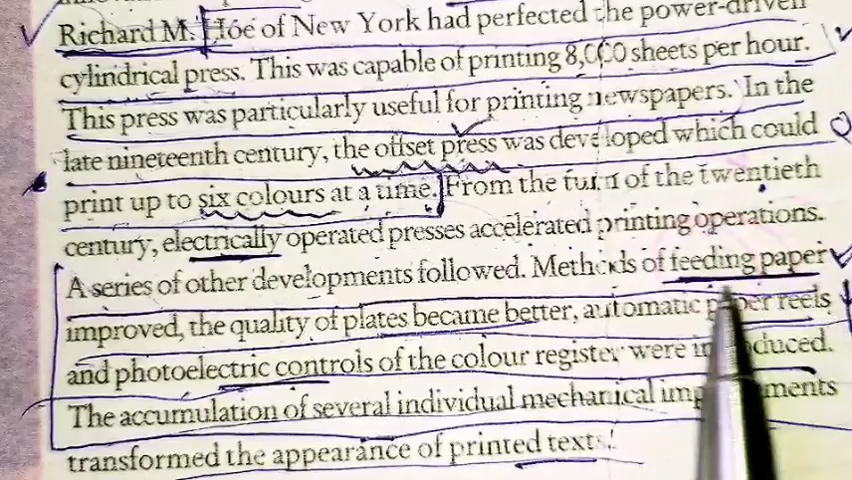 Richard M. Hoe of New York had perfected the power-driven
cylindrical press. This was capable of printing 8,000 sheets per hour.
This press was particularly useful for printing newspapers. In the
late nineteenth century, the offset press was developed which could
print up to six colours at a time. From the turn of the twentieth
century, electrically operated presses accelerated printing operations.
A series of other developments followed. Methods of feeding paper
improved, the quality of plates became better, automatic paper reels
and photoelectric controls of the colour register were introduced.
The accumulation of several individual mechanical improvements
transformed the appearance of printed texts.